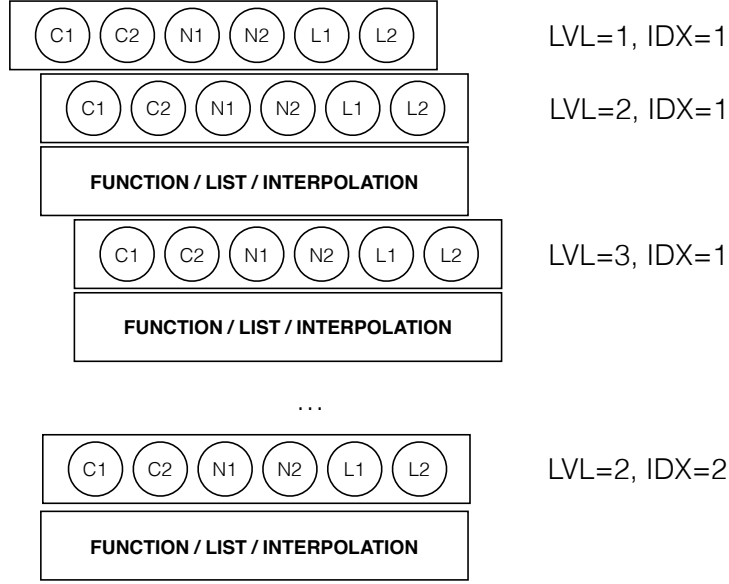 C1 C2 N1 N2 L1 L2 LVL=1, IDX=1
C1 C2 N1 N2 L1 L2 LVL=2, IDX=1
FUNCTION / LIST / INTERPOLATION
C1 C2 N1 N2 L1 L2 LVL=3, IDX=1
FUNCTION / LIST / INTERPOLATION
...
C1 C2 N1 N2 L1 L2 LVL=2, IDX=2
FUNCTION / LIST / INTERPOLATION